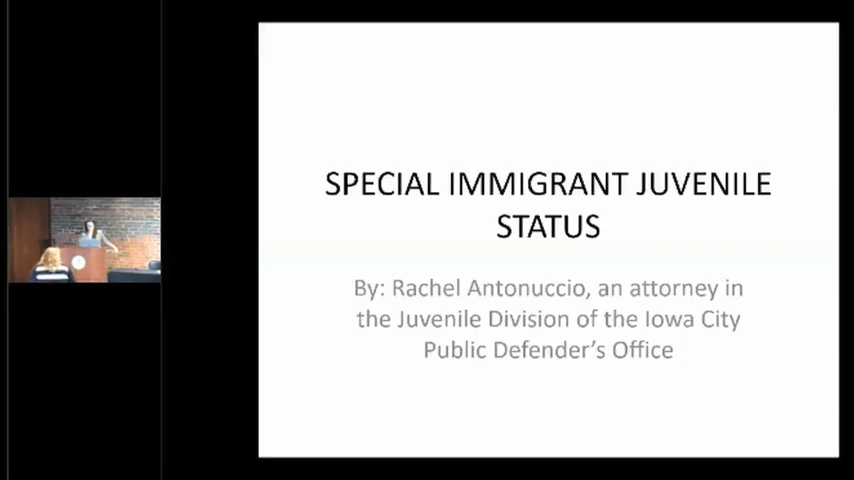 SPECIAL IMMIGRANT JUVENILE
STATUS
By: Rachel Antonuccio, an attorney in
the Juvenile Division of the Iowa City
Public Defender’s Office